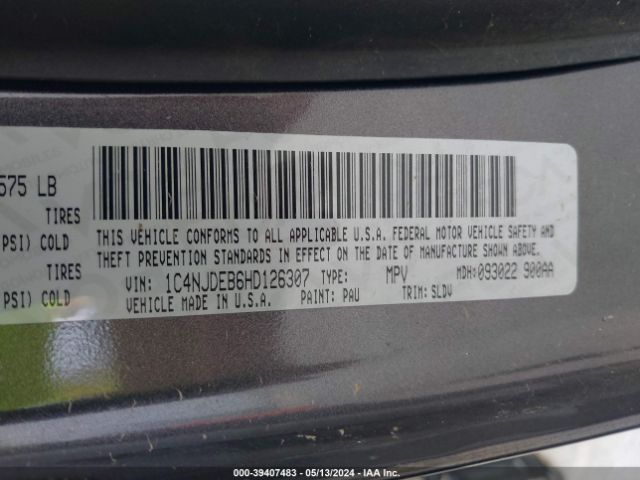 575 LB
TIRES
PSI) COLD
TIRES
PSI) COLD
THIS VEHICLE CONFORMS TO ALL APPLICABLE U.S.A. FEDERAL MOTOR VEHICLE SAFETY AND
THEFT PREVENTION STANDARDS IN EFFECT ON THE DATE OF MANUFACTURE SHOWN ABOVE.
VIN: 1C4NJDEB6HD126307 TYPE: MPV MDH: 093022 900AA
VEHICLE MADE IN U.S.A. PAINT: PAU TRIM: SLDV
000-39407483 - 05/13/2024 - IAA Inc.